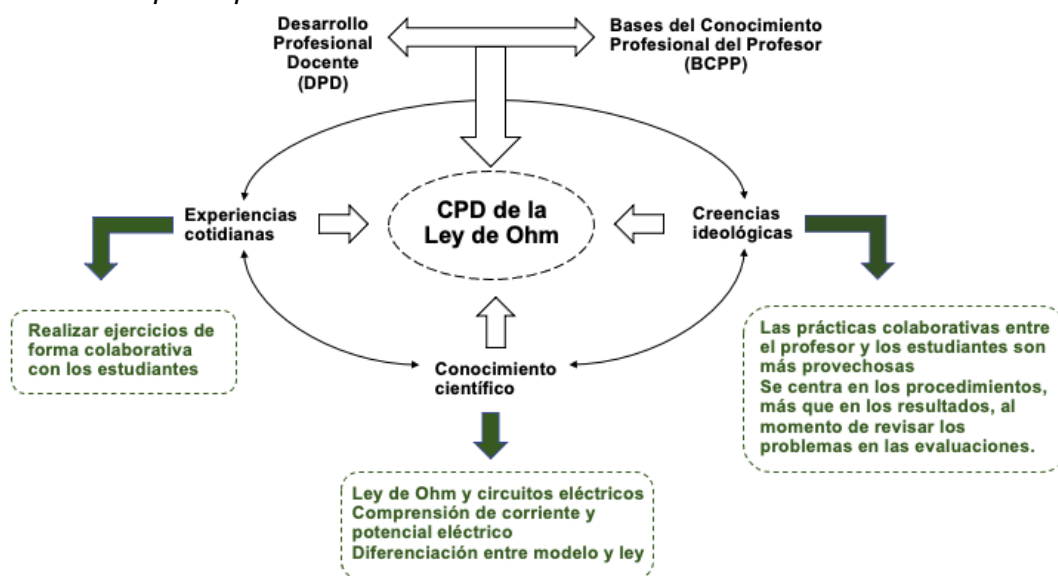 Desarrollo
Profesional
Docente
(DPD)
Bases del Conocimiento
Profesional del Profesor
(BCPP)
Experiencias
cotidianas
CPD de la
Ley de Ohm
Creencias
ideológicas
Realizar ejercicios de
forma colaborativa
con los estudiantes
Conocimiento
científico
Las prácticas colaborativas entre
el profesor y los estudiantes son
más provechosas
Se centra en los procedimientos,
más que en los resultados, al
momento de revisar los
problemas en las evaluaciones.
Ley de Ohm y circuitos eléctricos
Comprensión de corriente y
potencial eléctrico
Diferenciación entre modelo y ley